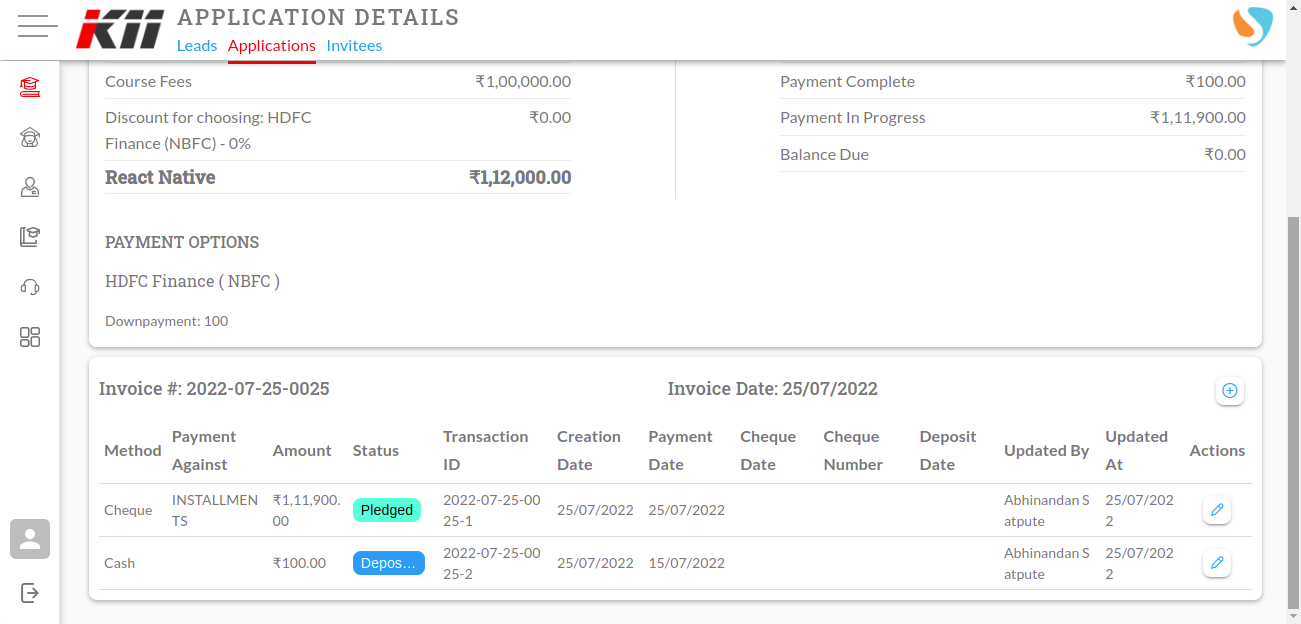 K11 APPLICATION DETAILS
Leads Applications Invitees
Course Fees ₹1,00,000.00
Discount for choosing: HDFC ₹0.00
Finance (NBFC) - 0%
React Native ₹1,12,000.00
Payment Complete ₹100.00
Payment In Progress ₹1,11,900.00
Balance Due ₹0.00
PAYMENT OPTIONS
HDFC Finance ( NBFC )
Downpayment: 100
Invoice #: 2022-07-25-0025 Invoice Date: 25/07/2022
Method Payment Against Amount Status Transaction ID Creation Date Payment Date Cheque Date Cheque Number Deposit Date Updated By Updated At Actions
Cheque INSTALLMENTS ₹1,11,900.00 Pledged 2022-07-25-0025-1 25/07/2022 25/07/2022 Abhinandan Satpute 25/07/2022
Cash ₹100.00 Depos... 2022-07-25-0025-2 25/07/2022 15/07/2022 Abhinandan Satpute 25/07/2022